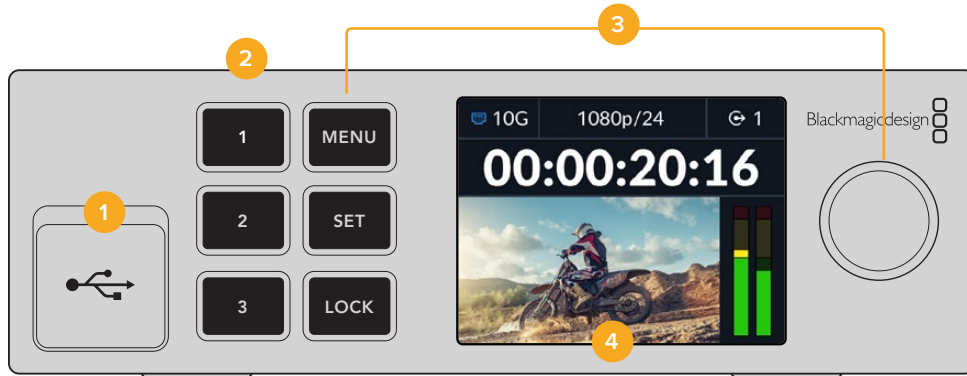 3
2
10G 1080p/24 1
Blackmagicdesign
1 MENU
00:00:20:16
1
2 SET
3 LOCK
4